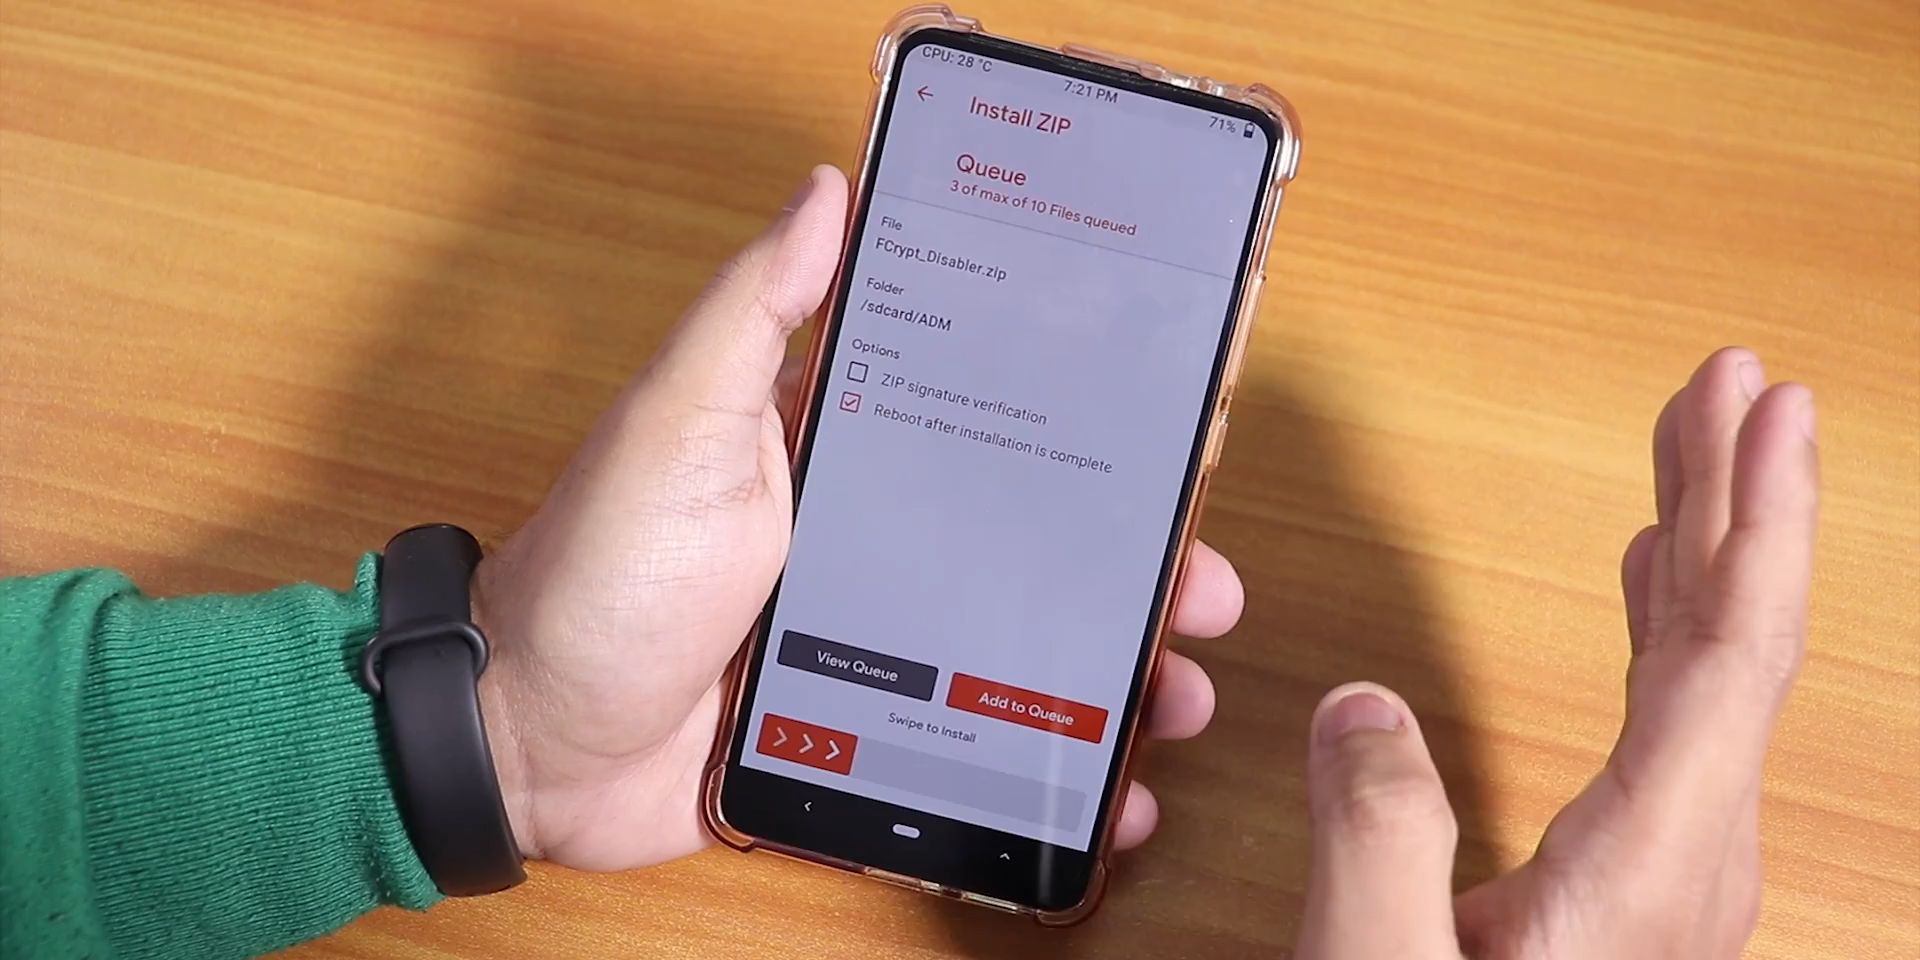 CPU: 28 °C
7:21 PM
71%
Install ZIP
Queue
3 of max of 10 Files queued
File
FCrypt_Disabler.zip
Folder
/sdcard/ADM
Options
ZIP signature verification
Reboot after installation is complete
View Queue
Add to Queue
Swipe to Install